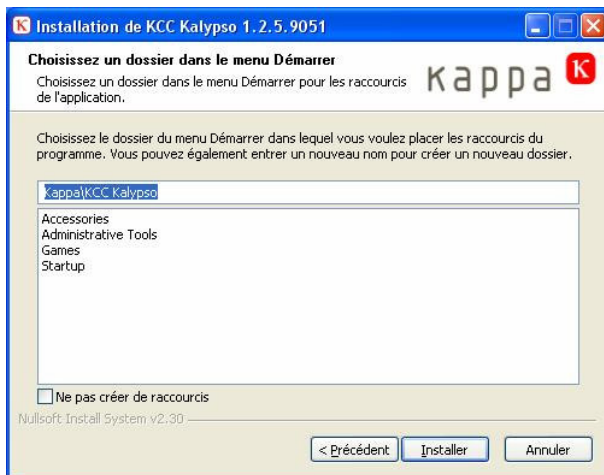 Installation de KCC Kalypso 1.2.5.9051
Choisissez un dossier dans le menu Démarrer
Choisissez un dossier dans le menu Démarrer pour les raccourcis
de l'application.
kappa K
Choisissez le dossier du menu Démarrer dans lequel vous voulez placer les raccourcis du
programme. Vous pouvez également entrer un nouveau nom pour créer un nouveau dossier.
Kappa\KCC Kalypso
Accessories
Administrative Tools
Games
Startup
Ne pas créer de raccourcis
Nullsoft Install System v2.30
< Précédent Installer Annuler